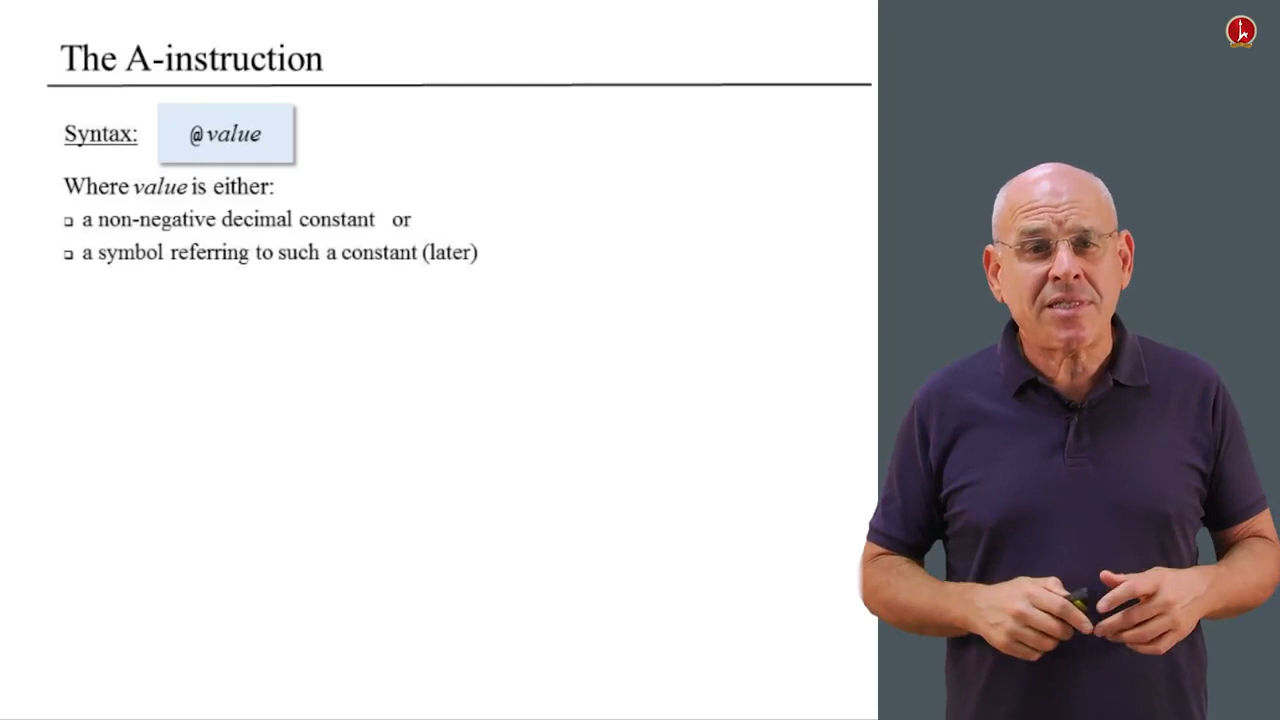 The A-instruction
Syntax: @value
Where value is either:
❑ a non-negative decimal constant or
❑ a symbol referring to such a constant (later)